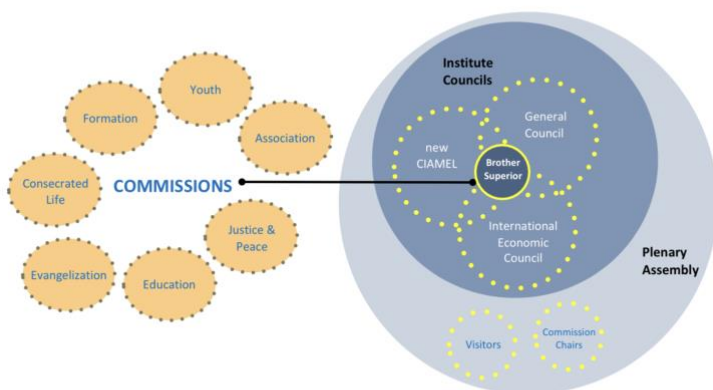 Youth
Formation
Association
Consecrated
Life
COMMISSIONS
Justice &
Peace
Evangelization
Education
Institute
Councils
General
Council
new
CIAMEL
Brother
Superior
International
Economic
Council
Plenary
Assembly
Visitors
Commission
Chairs